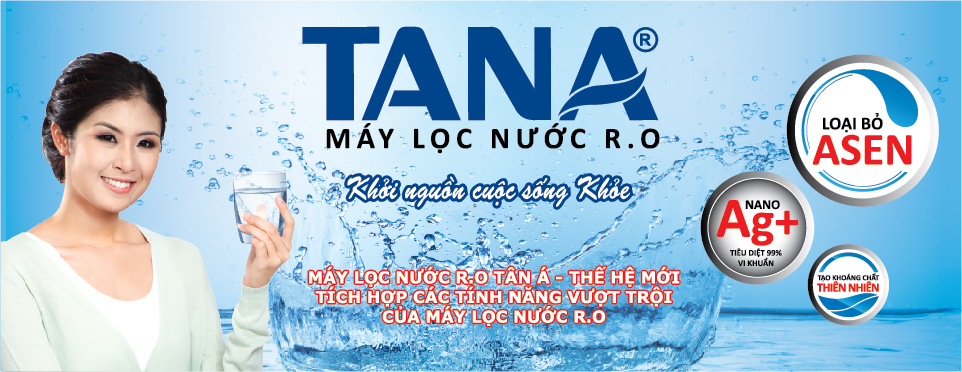 TANA®
MÁY LỌC NƯỚC R.O
Khởi nguồn cuộc sống Khỏe
MÁY LỌC NƯỚC R.O TÂN Á - THẾ HỆ MỚI
TÍCH HỢP CÁC TÍNH NĂNG VƯỢT TRỘI
CỦA MÁY LỌC NƯỚC R.O
LOẠI BỎ
ASEN
NANO
Ag+
TIÊU DIỆT 99%
VI KHUẨN
TẠO KHOÁNG CHẤT
THIÊN NHIÊN